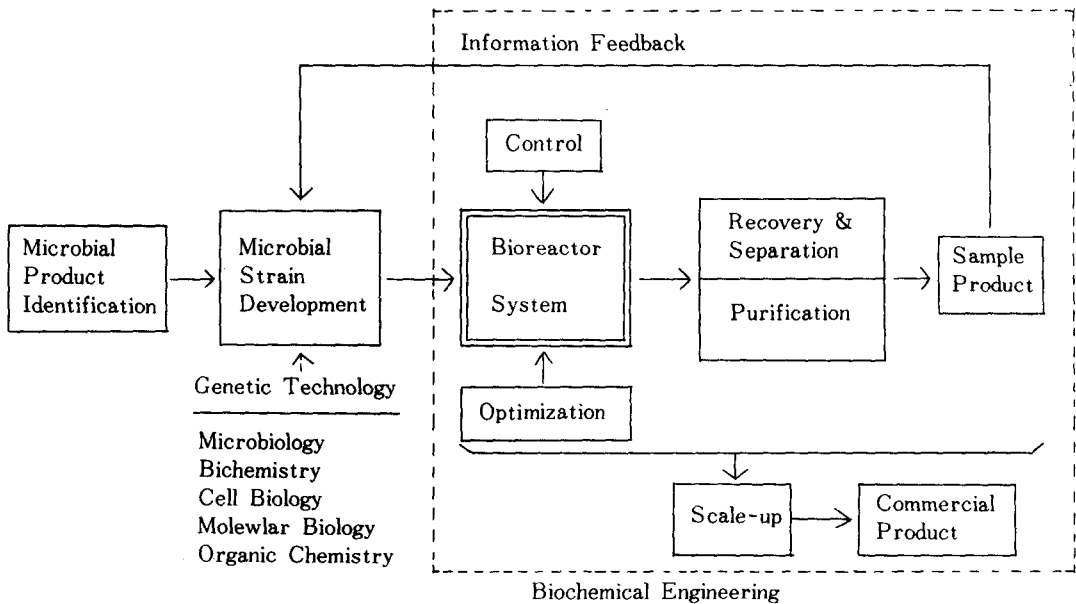 Information Feedback
Control
Microbial
Product
Identification
Microbial
Strain
Development
Bioreactor
System
Recovery &
Separation
Purification
Sample
Product
Genetic Technology
Optimization
Microbiology
Bichemistry
Cell Biology
Molewlar Biology
Organic Chemistry
Scale-up
Commercial
Product
Biochemical Engineering